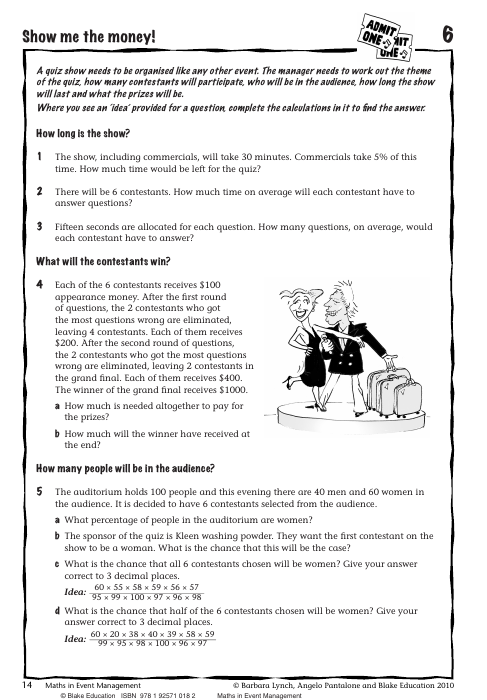 Show me the money!
ADMIT
ONE
MIT
ONE
6
A quiz show needs to be organised like any other event. The manager needs to work out the theme
of the quiz, how many contestants will participate, who will be in the audience, how long the show
will last and what the prizes will be.
Where you see an 'idea' provided for a question, complete the calculations in it to find the answer.
How long is the show?
1 The show, including commercials, will take 30 minutes. Commercials take 5% of this
time. How much time would be left for the quiz?
2 There will be 6 contestants. How much time on average will each contestant have to
answer questions?
3 Fifteen seconds are allocated for each question. How many questions, on average, would
each contestant have to answer?
What will the contestants win?
4 Each of the 6 contestants receives $100
appearance money. After the first round
of questions, the 2 contestants who got
the most questions wrong are eliminated,
leaving 4 contestants. Each of them receives
$200. After the second round of questions,
the 2 contestants who got the most questions
wrong are eliminated, leaving 2 contestants in
the grand final. Each of them receives $400.
The winner of the grand final receives $1000.
a How much is needed altogether to pay for
the prizes?
b How much will the winner have received at
the end?
How many people will be in the audience?
5 The auditorium holds 100 people and this evening there are 40 men and 60 women in
the audience. It is decided to have 6 contestants selected from the audience.
a What percentage of people in the auditorium are women?
b The sponsor of the quiz is Kleen washing powder. They want the first contestant on the
show to be a woman. What is the chance that this will be the case?
c What is the chance that all 6 contestants chosen will be women? Give your answer
correct to 3 decimal places.
Idea: 60 × 55 × 58 × 59 × 56 × 57
95 × 99 × 100 × 97 × 96 × 98
d What is the chance that half of the 6 contestants chosen will be women? Give your
answer correct to 3 decimal places.
Idea: 60 × 20 × 38 × 40 × 39 × 58 × 59
99 × 95 × 98 × 100 × 96 × 97
14 Maths in Event Management © Barbara Lynch, Angelo Pantalone and Blake Education 2010
© Blake Education ISBN 978 1 92571 018 2 Maths in Event Management